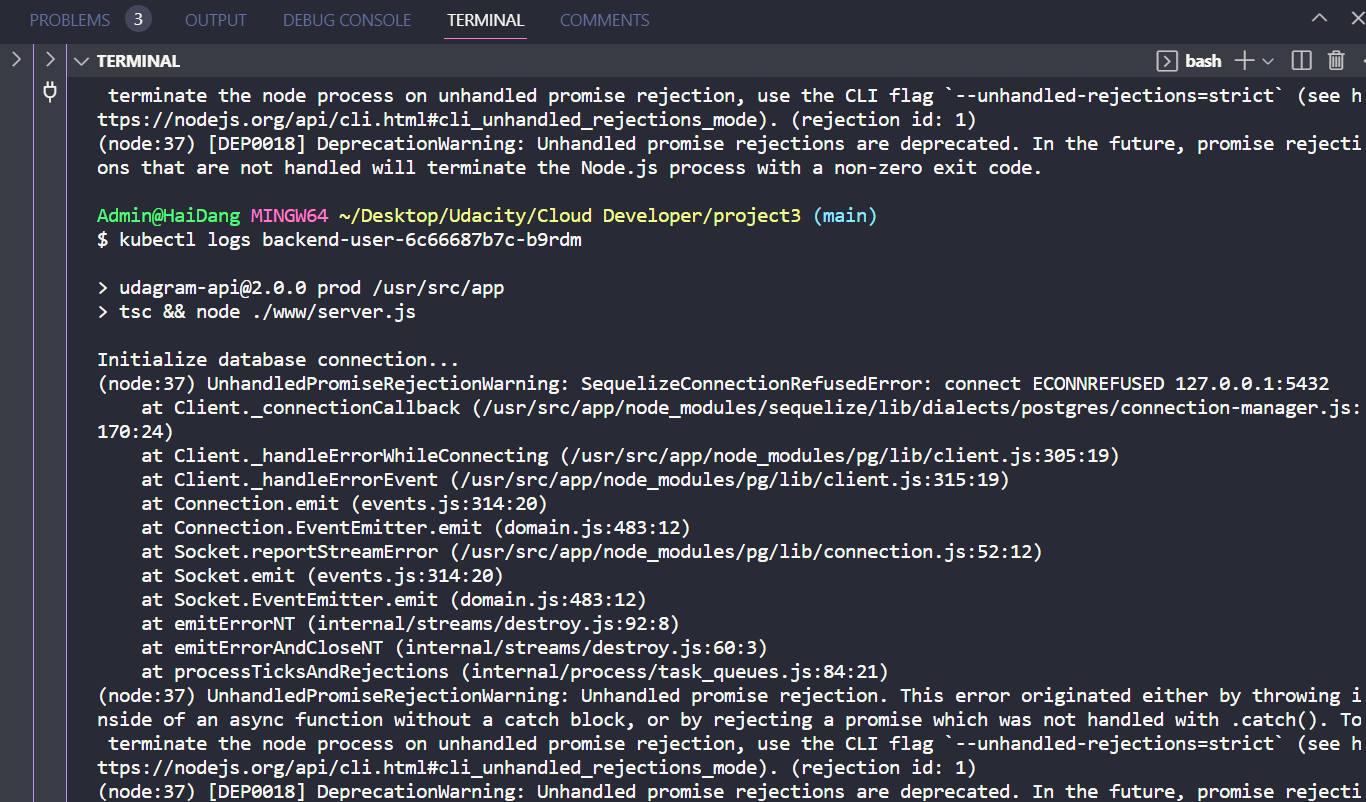 PROBLEMS 3 OUTPUT DEBUG CONSOLE TERMINAL COMMENTS
TERMINAL bash
 terminate the node process on unhandled promise rejection, use the CLI flag `--unhandled-rejections=strict` (see h
ttps://nodejs.org/api/cli.html#cli_unhandled_rejections_mode). (rejection id: 1)
(node:37) [DEP0018] DeprecationWarning: Unhandled promise rejections are deprecated. In the future, promise rejecti
ons that are not handled will terminate the Node.js process with a non-zero exit code.

Admin@HaiDang MINGW64 ~/Desktop/Udacity/Cloud Developer/project3 (main)
$ kubectl logs backend-user-6c66687b7c-b9rdm

> udagram-api@2.0.0 prod /usr/src/app
> tsc && node ./www/server.js

Initialize database connection...
(node:37) UnhandledPromiseRejectionWarning: SequelizeConnectionRefusedError: connect ECONNREFUSED 127.0.0.1:5432
    at Client._connectionCallback (/usr/src/app/node_modules/sequelize/lib/dialects/postgres/connection-manager.js:
170:24)
    at Client._handleErrorWhileConnecting (/usr/src/app/node_modules/pg/lib/client.js:305:19)
    at Client._handleErrorEvent (/usr/src/app/node_modules/pg/lib/client.js:315:19)
    at Connection.emit (events.js:314:20)
    at Connection.EventEmitter.emit (domain.js:483:12)
    at Socket.reportStreamError (/usr/src/app/node_modules/pg/lib/connection.js:52:12)
    at Socket.emit (events.js:314:20)
    at Socket.EventEmitter.emit (domain.js:483:12)
    at emitErrorNT (internal/streams/destroy.js:92:8)
    at emitErrorAndCloseNT (internal/streams/destroy.js:60:3)
    at processTicksAndRejections (internal/process/task_queues.js:84:21)
(node:37) UnhandledPromiseRejectionWarning: Unhandled promise rejection. This error originated either by throwing i
nside of an async function without a catch block, or by rejecting a promise which was not handled with .catch(). To
 terminate the node process on unhandled promise rejection, use the CLI flag `--unhandled-rejections=strict` (see h
ttps://nodejs.org/api/cli.html#cli_unhandled_rejections_mode). (rejection id: 1)
(node:37) [DEP0018] DeprecationWarning: Unhandled promise rejections are deprecated. In the future, promise rejecti